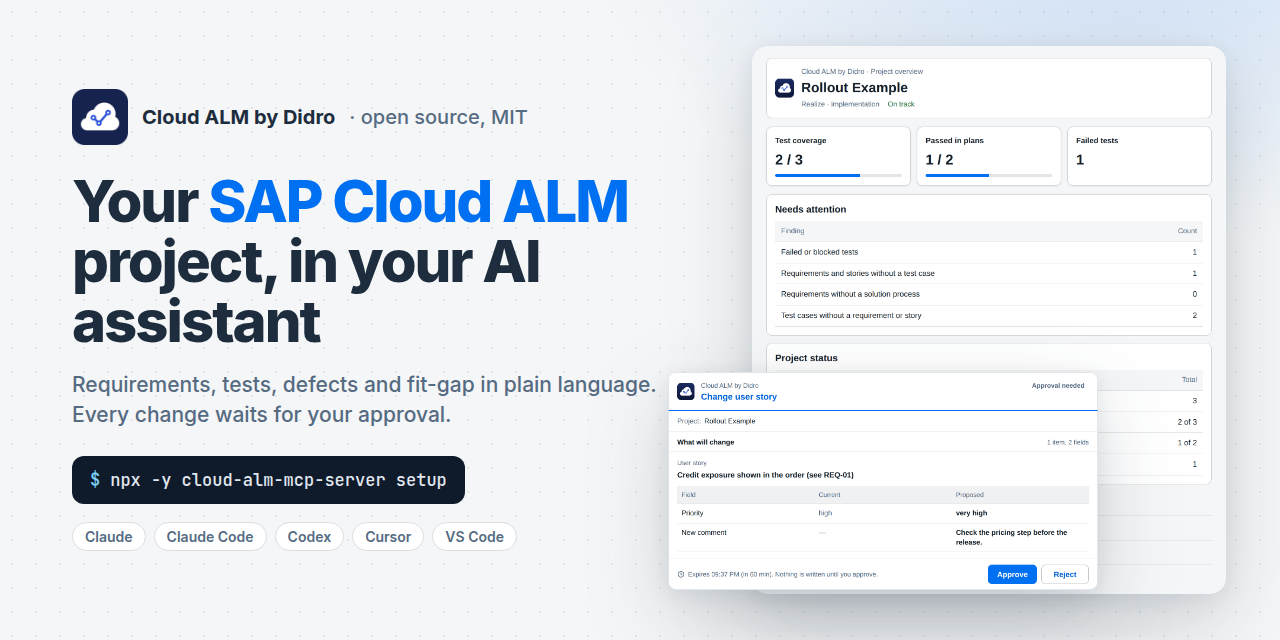 Cloud ALM by Didro · open source, MIT
Your SAP Cloud ALM
project, in your AI
assistant
Requirements, tests, defects and fit-gap in plain language.
Every change waits for your approval.
$ npx -y cloud-alm-mcp-server setup
Claude Claude Code Codex Cursor VS Code
Cloud ALM by Didro · Project overview
Rollout Example
Realize · implementation On track
Test coverage Passed in plans Failed tests
2 / 3 1 / 2 1
Needs attention
Finding Count
Failed or blocked tests 1
Requirements and stories without a test case 1
Requirements without a solution process 0
Test cases without a requirement or story 2
Project status
Total
3
2 of 3
1 of 2
1
Cloud ALM by Didro Approval needed
Change user story
Project: Rollout Example
What will change 1 item, 2 fields
User story
Credit exposure shown in the order (see REQ-01)
Field Current Proposed
Priority high very high
New comment — Check the pricing step before the
release.
Expires 09:37 PM (in 60 min). Nothing is written until you approve. Approve Reject